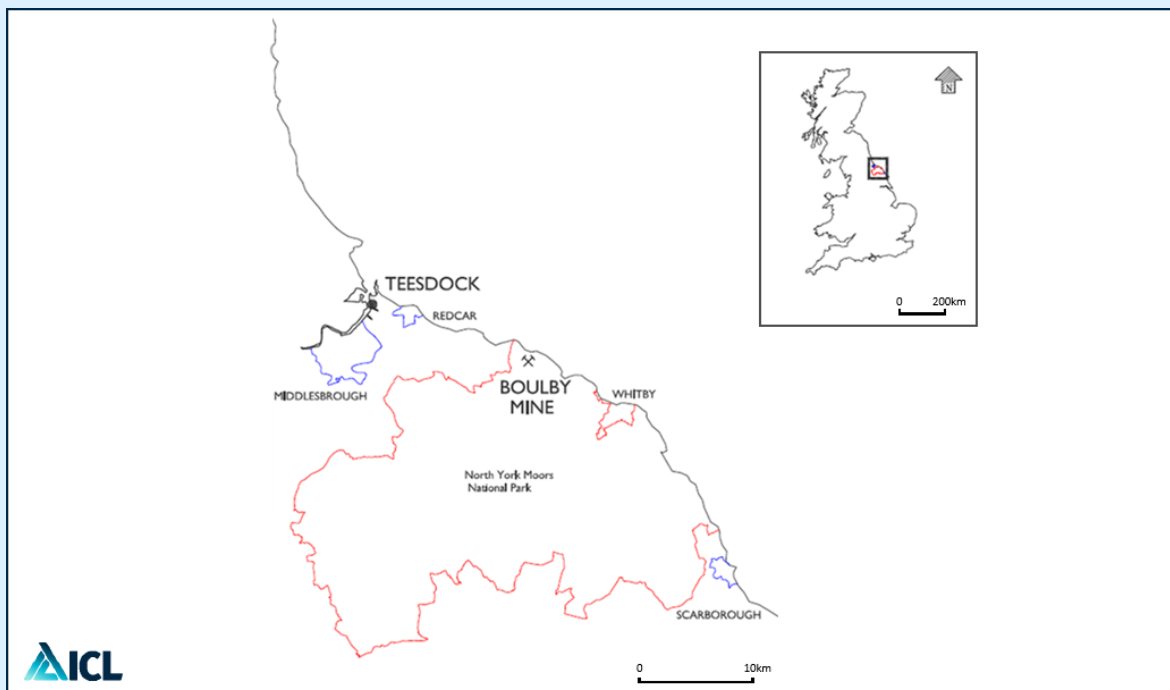 N
0 200km
TEESDOCK
REDCAR
MIDDLESBROUGH
BOULBY
MINE
WHITBY
North York Moors
National Park
SCARBOROUGH
0 10km
ICL